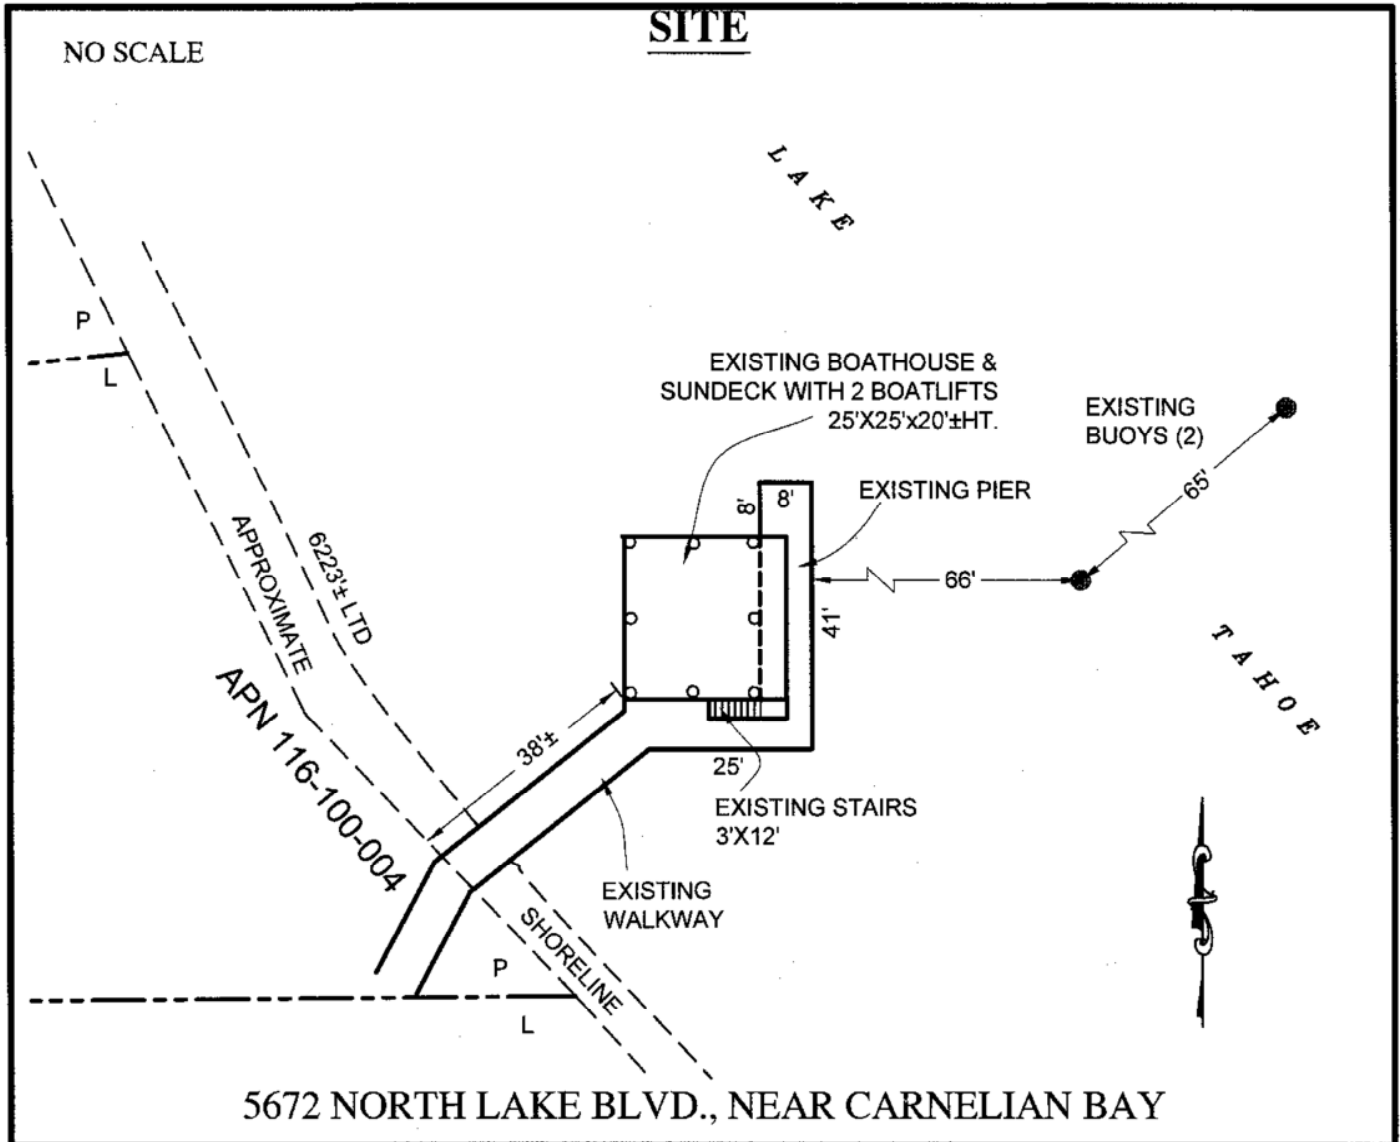 SITE
NO SCALE
LAKE
P
L
EXISTING BOATHOUSE &
SUNDECK WITH 2 BOATLIFTS
25'X25'x20'±HT.
EXISTING
BUOYS (2)
65'
8'
8'
EXISTING PIER
66'
41'
APPROXIMATE
6223'± LTD
TAHOE
APN 116-100-004
38'±
25'
EXISTING STAIRS
3'X12'
EXISTING
WALKWAY
SHORELINE
P
L
5672 NORTH LAKE BLVD., NEAR CARNELIAN BAY